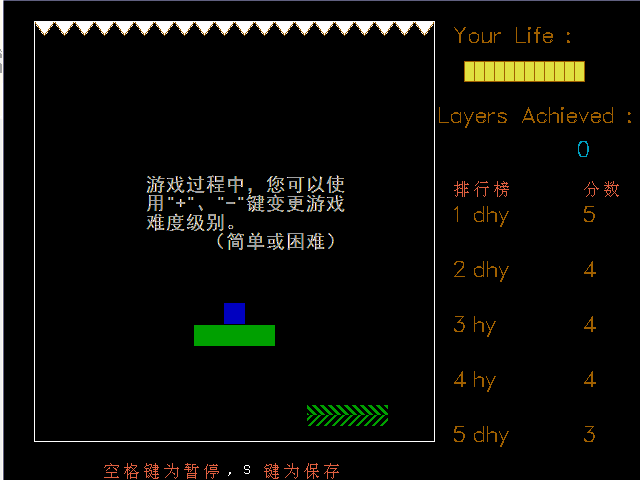 Your Life :
Layers Achieved :
0
游戏过程中，您可以使
用"+"、"-"键变更游戏
难度级别。
（简单或困难）
排行榜 分数
1 dhy 5
2 dhy 4
3 hy 4
4 hy 4
5 dhy 3
空格键为暂停，S 键为保存